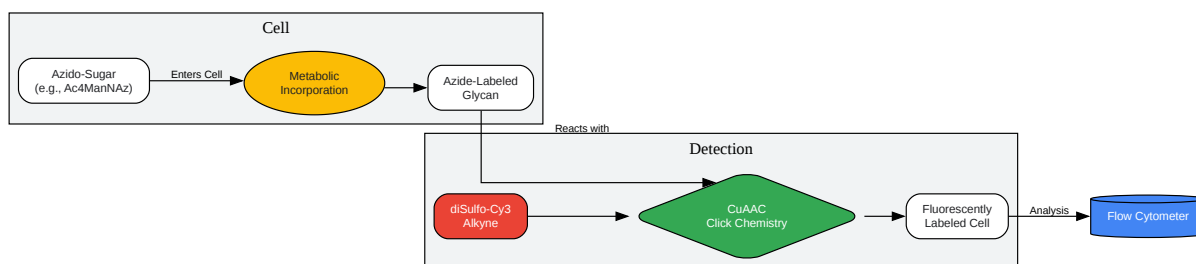 Cell
Azido-Sugar
(e.g., Ac4ManNAz)
Enters Cell
Metabolic
Incorporation
Azide-Labeled
Glycan
Reacts with
Detection
diSulfo-Cy3
Alkyne
CuAAC
Click Chemistry
Fluorescently
Labeled Cell
Analysis
Flow Cytometer